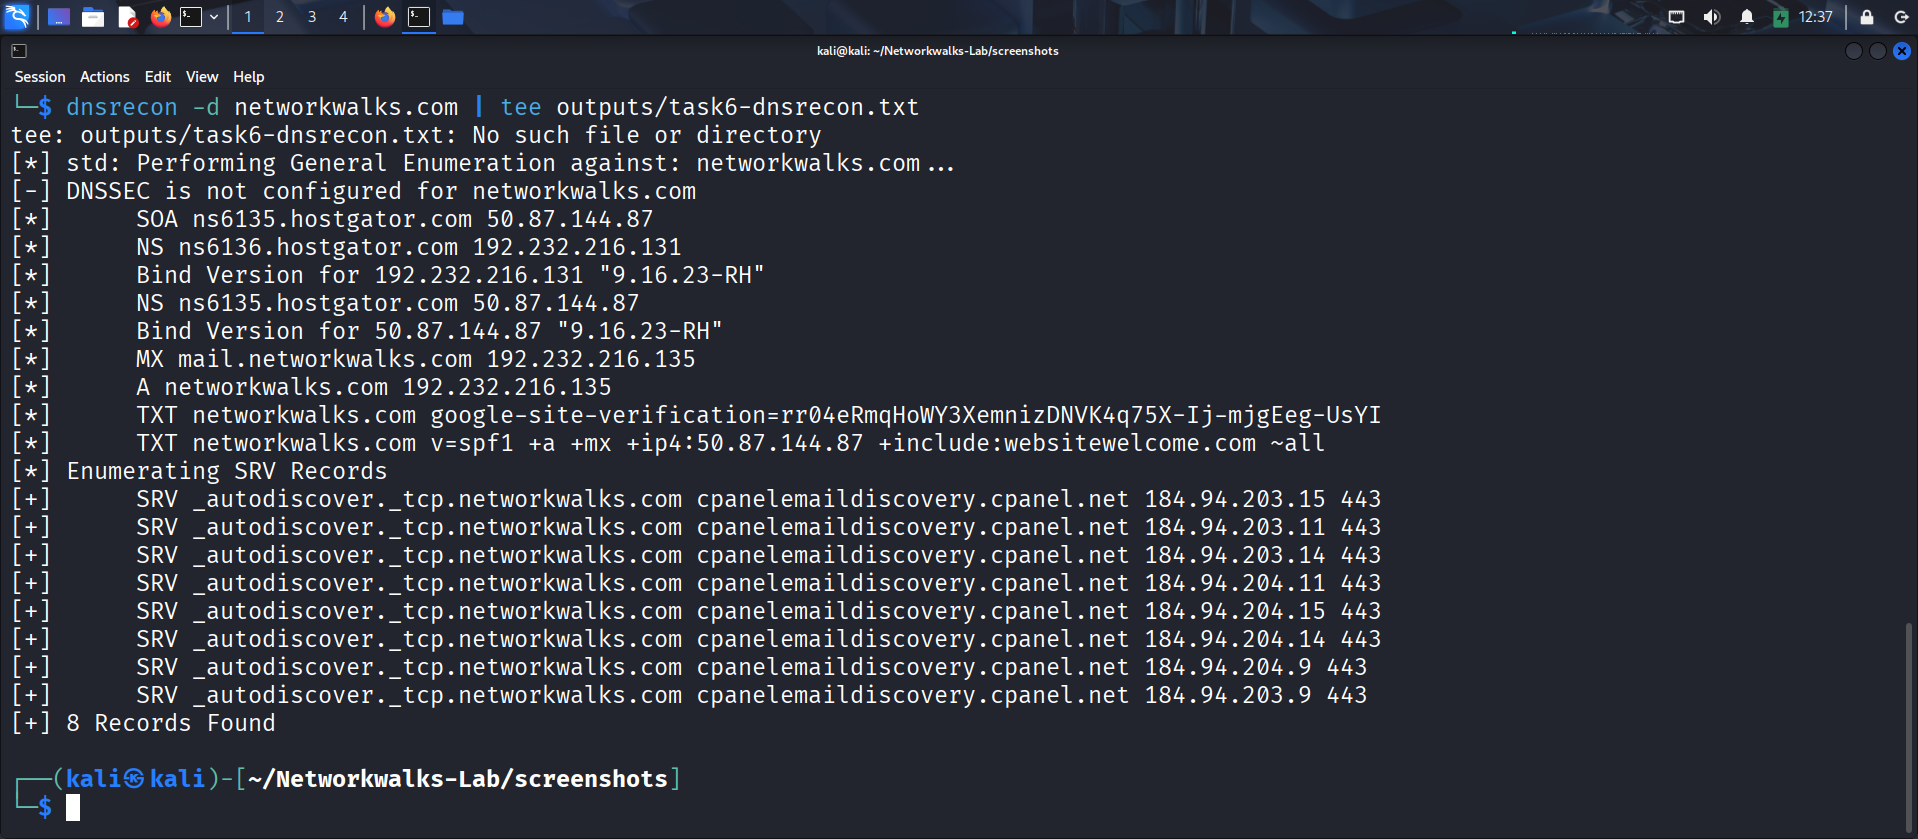 1 2 3 4 12:37
kali@kali: ~/Networkwalks-Lab/screenshots
Session Actions Edit View Help
└─$ dnsrecon -d networkwalks.com | tee outputs/task6-dnsrecon.txt
tee: outputs/task6-dnsrecon.txt: No such file or directory
[*] std: Performing General Enumeration against: networkwalks.com...
[-] DNSSEC is not configured for networkwalks.com
[*] SOA ns6135.hostgator.com 50.87.144.87
[*] NS ns6136.hostgator.com 192.232.216.131
[*] Bind Version for 192.232.216.131 "9.16.23-RH"
[*] NS ns6135.hostgator.com 50.87.144.87
[*] Bind Version for 50.87.144.87 "9.16.23-RH"
[*] MX mail.networkwalks.com 192.232.216.135
[*] A networkwalks.com 192.232.216.135
[*] TXT networkwalks.com google-site-verification=rr04eRmqHoWY3XemnizDNVK4q75X-Ij-mjgEeg-UsYI
[*] TXT networkwalks.com v=spf1 +a +mx +ip4:50.87.144.87 +include:websitewelcome.com ~all
[*] Enumerating SRV Records
[+] SRV _autodiscover._tcp.networkwalks.com cpanelemaildiscovery.cpanel.net 184.94.203.15 443
[+] SRV _autodiscover._tcp.networkwalks.com cpanelemaildiscovery.cpanel.net 184.94.203.11 443
[+] SRV _autodiscover._tcp.networkwalks.com cpanelemaildiscovery.cpanel.net 184.94.203.14 443
[+] SRV _autodiscover._tcp.networkwalks.com cpanelemaildiscovery.cpanel.net 184.94.204.11 443
[+] SRV _autodiscover._tcp.networkwalks.com cpanelemaildiscovery.cpanel.net 184.94.204.15 443
[+] SRV _autodiscover._tcp.networkwalks.com cpanelemaildiscovery.cpanel.net 184.94.204.14 443
[+] SRV _autodiscover._tcp.networkwalks.com cpanelemaildiscovery.cpanel.net 184.94.204.9 443
[+] SRV _autodiscover._tcp.networkwalks.com cpanelemaildiscovery.cpanel.net 184.94.203.9 443
[+] 8 Records Found
┌──(kali㉿kali)-[~/Networkwalks-Lab/screenshots]
└─$